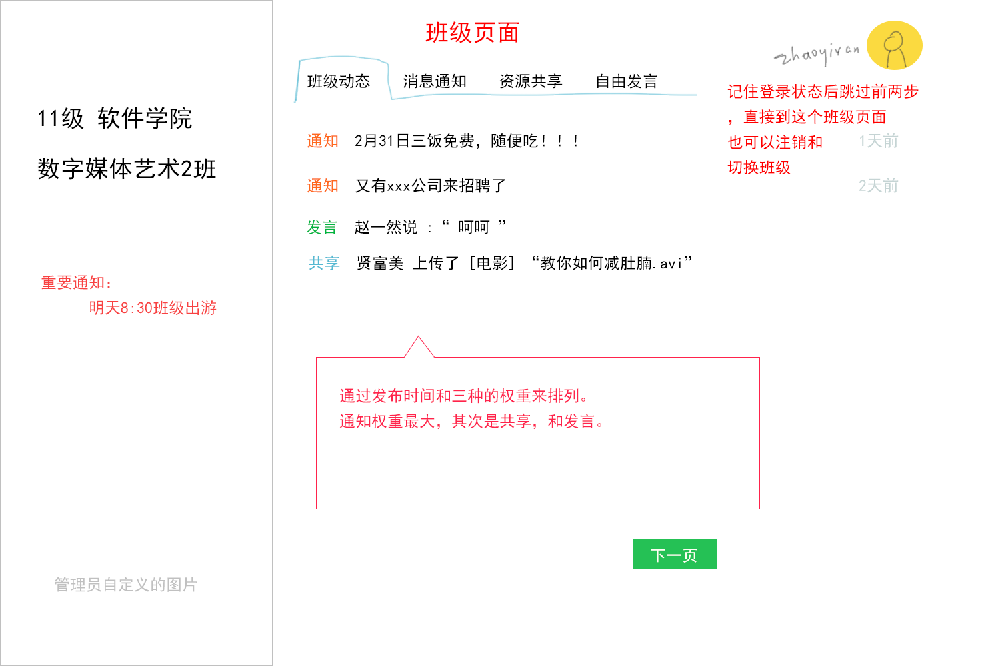 班级页面
zhaoyiran
班级动态 消息通知 资源共享 自由发言
记住登录状态后跳过前两步
，直接到这个班级页面
也可以注销和
切换班级
11级 软件学院
数字媒体艺术2班
通知 2月31日三饭免费，随便吃！！！ 1天前
通知 又有xxx公司来招聘了 2天前
发言 赵一然说 :“ 呵呵 ”
共享 贤富美 上传了 [电影] “教你如何减肚腩.avi”
重要通知：
明天8:30班级出游
通过发布时间和三种的权重来排列。
通知权重最大，其次是共享，和发言。
下一页
管理员自定义的图片